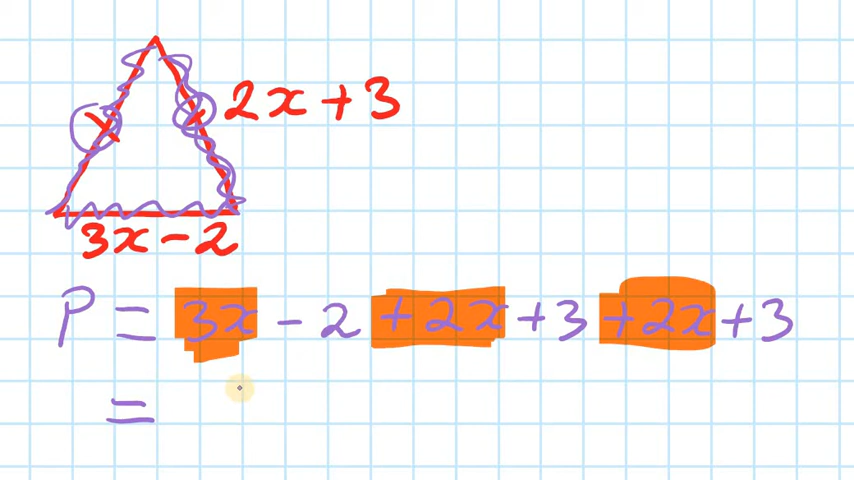 2x + 3
3x - 2
P = 3x - 2 + 2x + 3 + 2x + 3
=